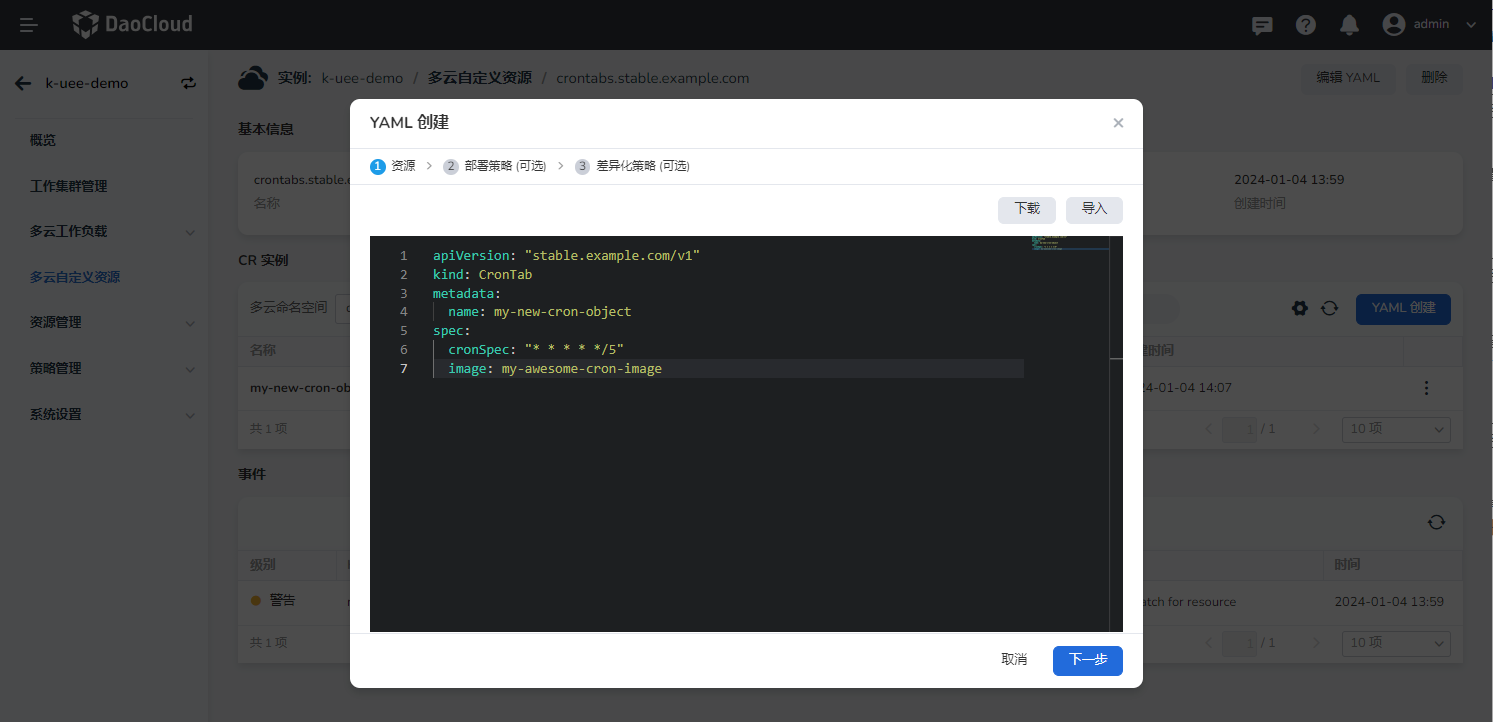 DaoCloud
admin
k-uee-demo
概览
工作集群管理
多云工作负载
多云自定义资源
资源管理
策略管理
系统设置
实例: k-uee-demo / 多云自定义资源 / crontabs.stable.example.com
编辑 YAML
删除
基本信息
crontabs.stable.
名称
2024-01-04 13:59
创建时间
CR 实例
多云命名空间
YAML 创建
名称
建时间
my-new-cron-ob
24-01-04 14:07
共 1 项
1 / 1
10 项
事件
级别
时间
警告
atch for resource
2024-01-04 13:59
共 1 项
1 / 1
10 项
YAML 创建
1 资源 > 2 部署策略 (可选) > 3 差异化策略 (可选)
下载
导入
1 apiVersion: "stable.example.com/v1"
2 kind: CronTab
3 metadata:
4 name: my-new-cron-object
5 spec:
6 cronSpec: "* * * * */5"
7 image: my-awesome-cron-image
取消
下一步